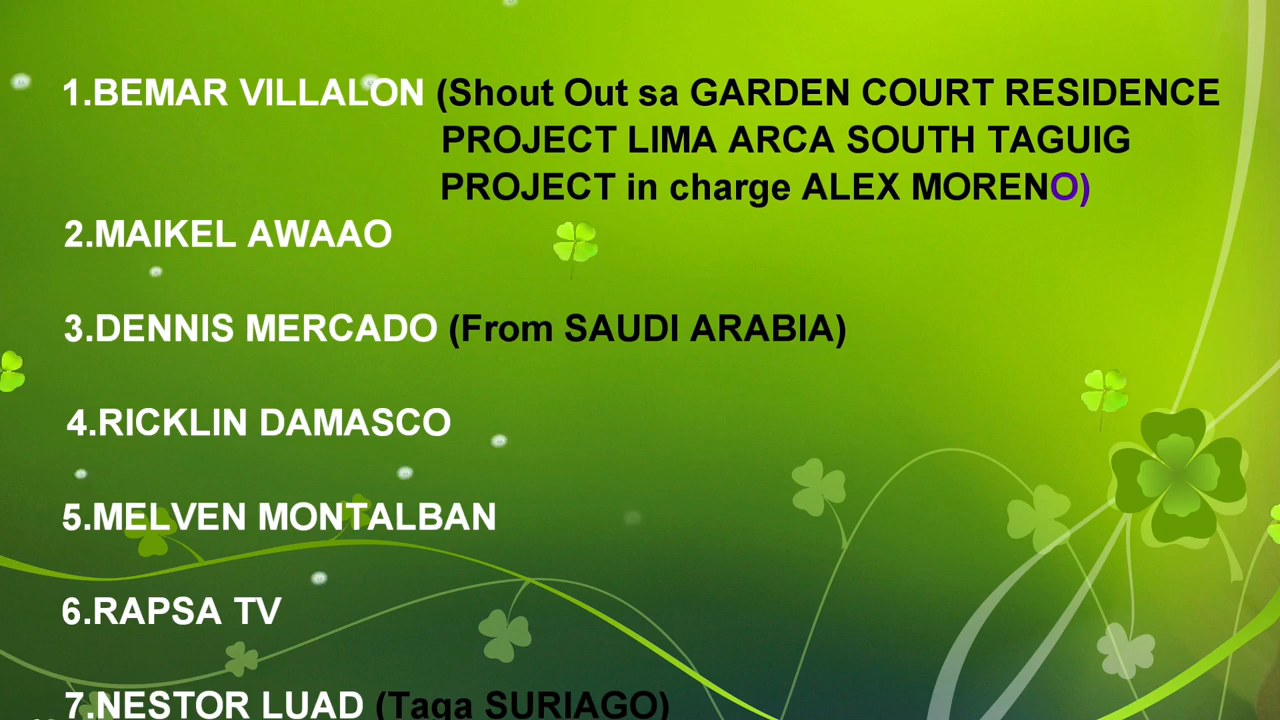 1.BEMAR VILLALON (Shout Out sa GARDEN COURT RESIDENCE
PROJECT LIMA ARCA SOUTH TAGUIG
PROJECT in charge ALEX MORENO)
2.MAIKEL AWAAO
3.DENNIS MERCADO (From SAUDI ARABIA)
4.RICKLIN DAMASCO
5.MELVEN MONTALBAN
6.RAPSA TV
7.NESTOR LUAD (Taga SURIAGO)